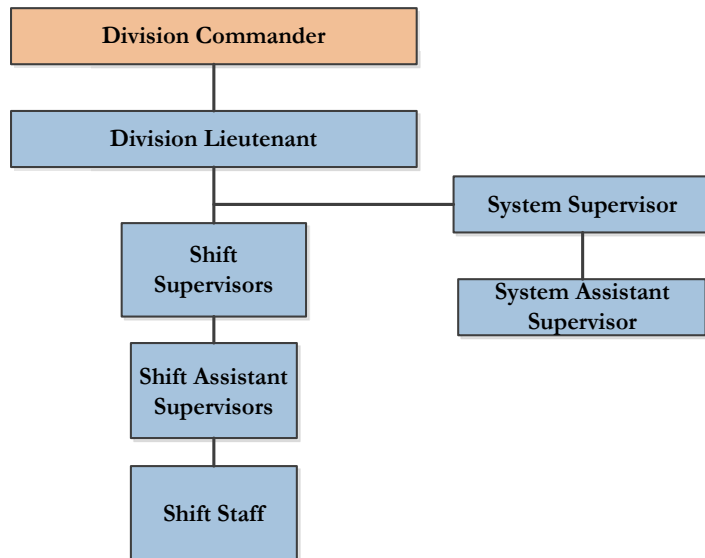 Division Commander
Division Lieutenant
System Supervisor
Shift
Supervisors
System Assistant
Supervisor
Shift Assistant
Supervisors
Shift Staff